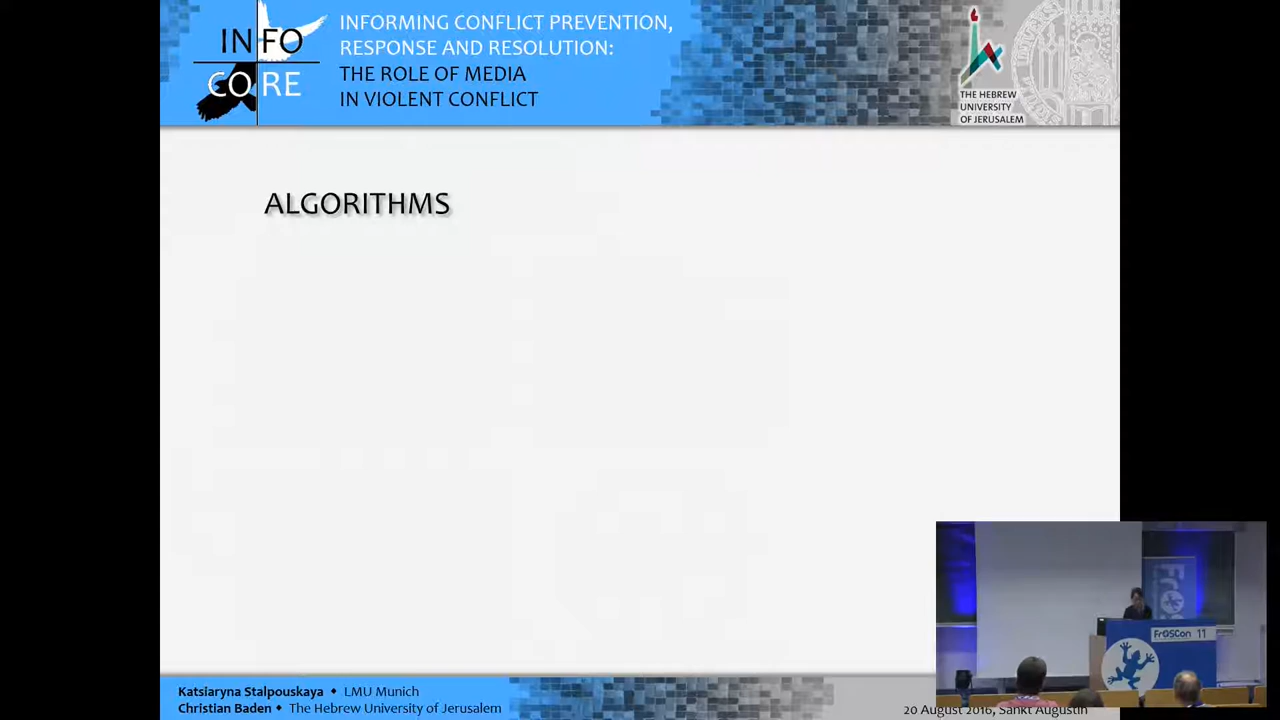 INFO
CORE
INFORMING CONFLICT PREVENTION,
RESPONSE AND RESOLUTION:
THE ROLE OF MEDIA
IN VIOLENT CONFLICT
THE HEBREW
UNIVERSITY
OF JERUSALEM
ALGORITHMS
FrOSCon 11
Katsiaryna Stalpouskaya ◆ LMU Munich
Christian Baden ◆ The Hebrew University of Jerusalem
20 August 2016, Sankt Augustin